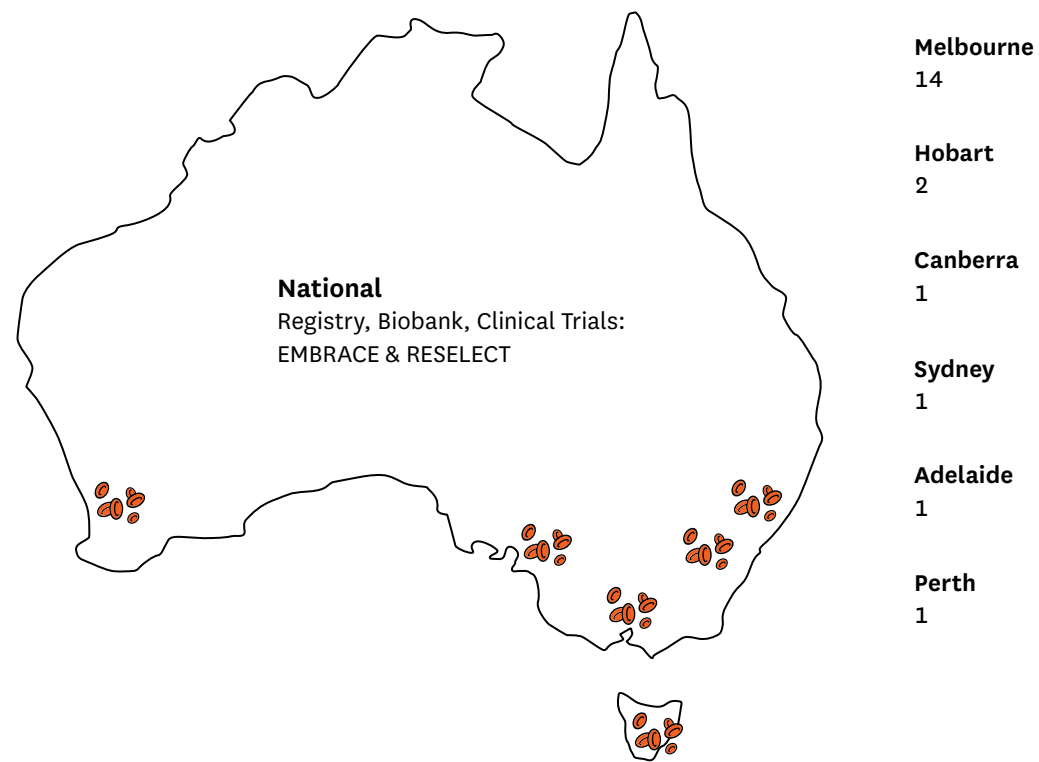 National
Registry, Biobank, Clinical Trials:
EMBRACE & RESELECT
Melbourne
14
Hobart
2
Canberra
1
Sydney
1
Adelaide
1
Perth
1